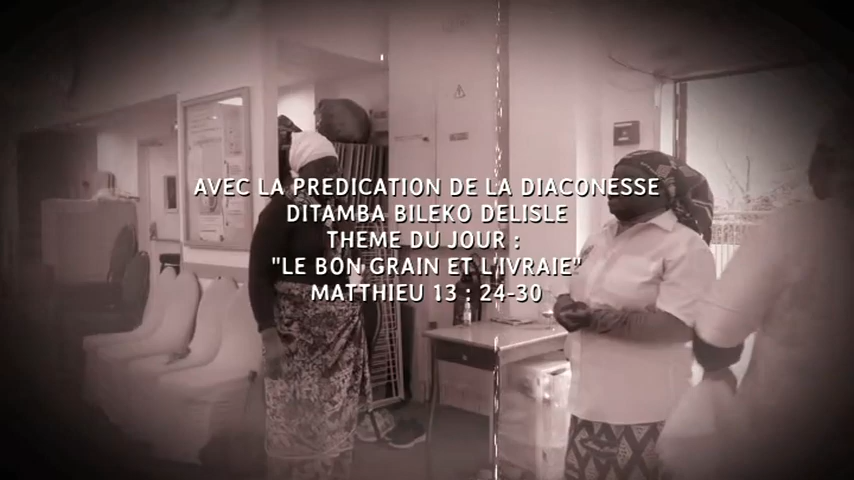 AVEC LA PREDICATION DE LA DIACONESSE
DITAMBA BILEKO DELISLE
THEME DU JOUR :
"LE BON GRAIN ET L'IVRAIE"
MATTHIEU 13 : 24-30